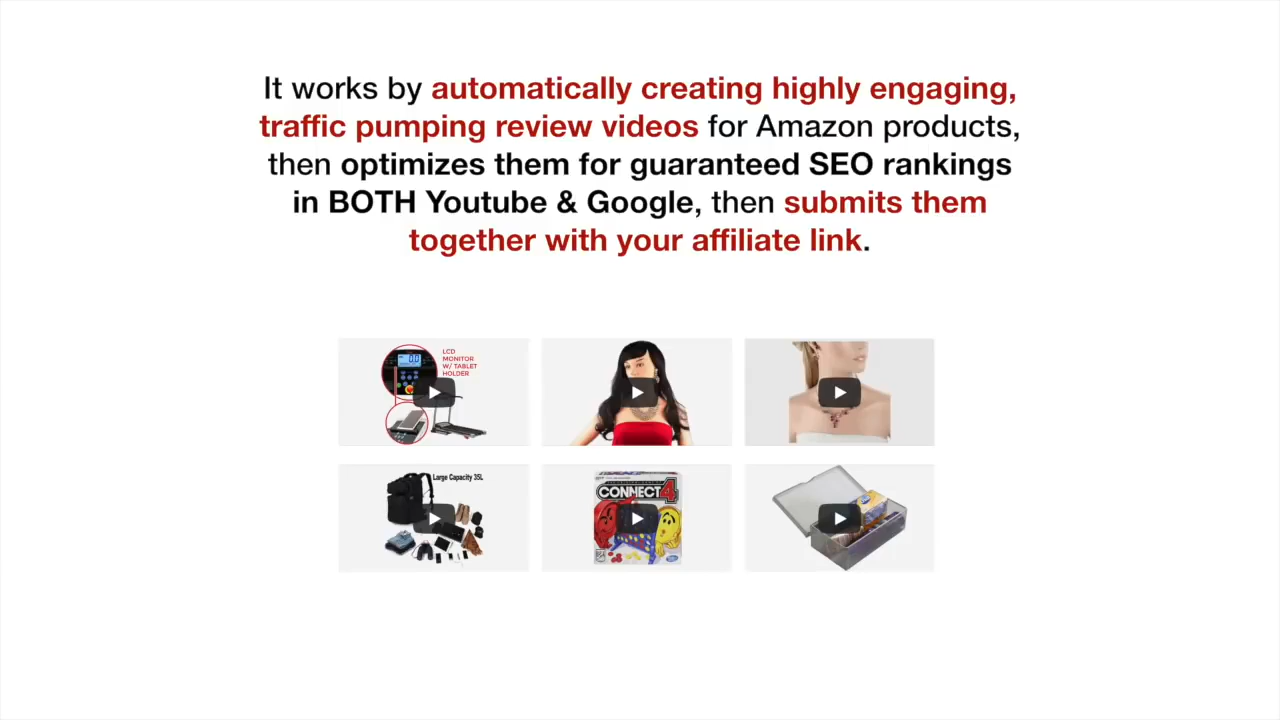 It works by automatically creating highly engaging,
traffic pumping review videos for Amazon products,
then optimizes them for guaranteed SEO rankings
in BOTH Youtube & Google, then submits them
together with your affiliate link.
LCD
MONITOR
W/ TABLET
HOLDER
Large Capacity 35L
CONNECT 4